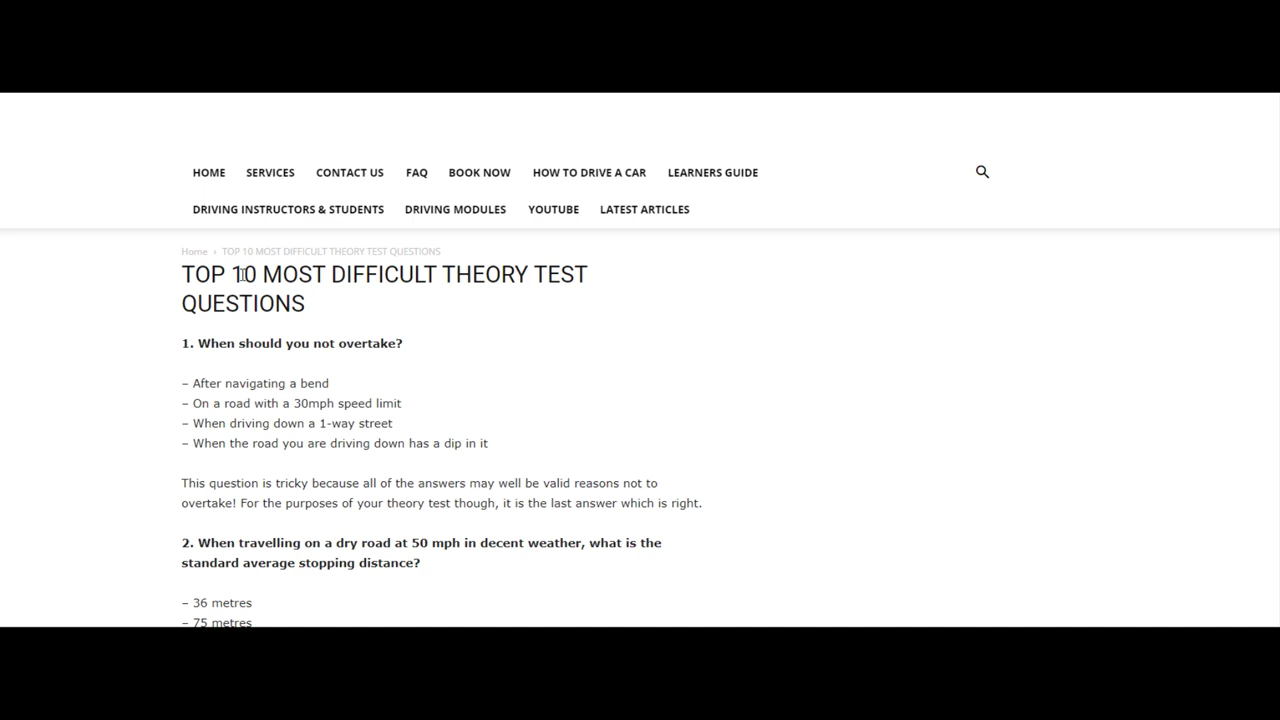 HOME SERVICES CONTACT US FAQ BOOK NOW HOW TO DRIVE A CAR LEARNERS GUIDE
DRIVING INSTRUCTORS & STUDENTS DRIVING MODULES YOUTUBE LATEST ARTICLES
Home › TOP 10 MOST DIFFICULT THEORY TEST QUESTIONS
TOP 10 MOST DIFFICULT THEORY TEST
QUESTIONS
1. When should you not overtake?
– After navigating a bend
– On a road with a 30mph speed limit
– When driving down a 1-way street
– When the road you are driving down has a dip in it
This question is tricky because all of the answers may well be valid reasons not to
overtake! For the purposes of your theory test though, it is the last answer which is right.
2. When travelling on a dry road at 50 mph in decent weather, what is the
standard average stopping distance?
– 36 metres
– 75 metres